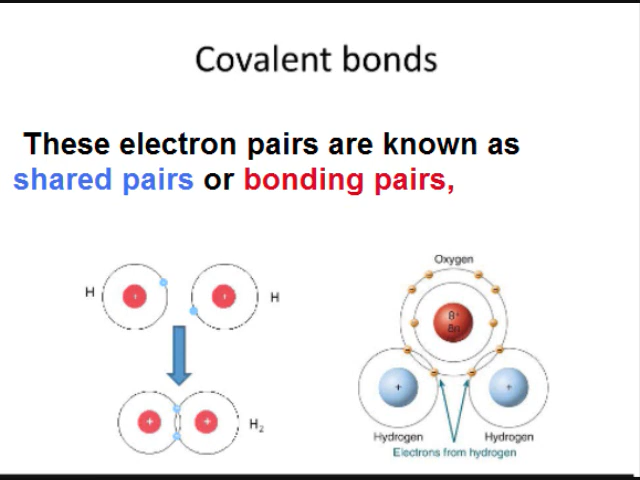 Covalent bonds
These electron pairs are known as
shared pairs or bonding pairs,
Oxygen
H
H
8+
8n
+
+
+
+
H₂
+
+
Hydrogen
Hydrogen
Electrons from hydrogen